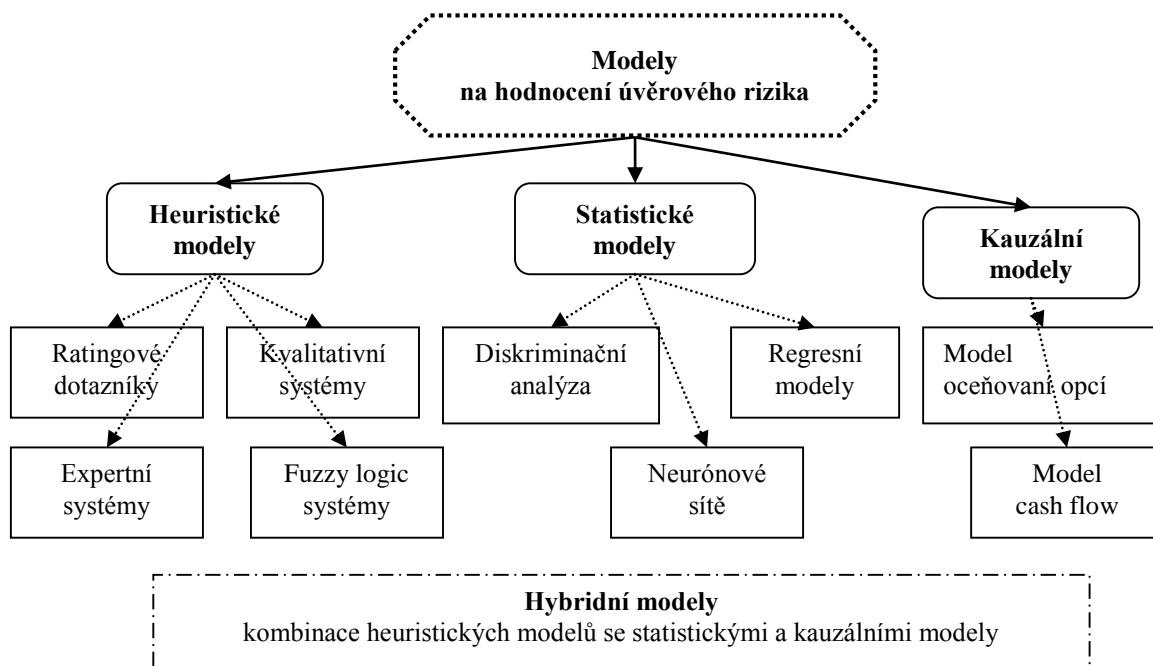 Modely
na hodnocení úvěrového rizika
Heuristické
modely
Statistické
modely
Kauzální
modely
Ratingové
dotazníky
Kvalitativní
systémy
Diskriminační
analýza
Regresní
modely
Model
oceňovaní opcí
Expertní
systémy
Fuzzy logic
systémy
Neurónové
sítě
Model
cash flow
Hybridní modely
kombinace heuristických modelů se statistickými a kauzálními modely